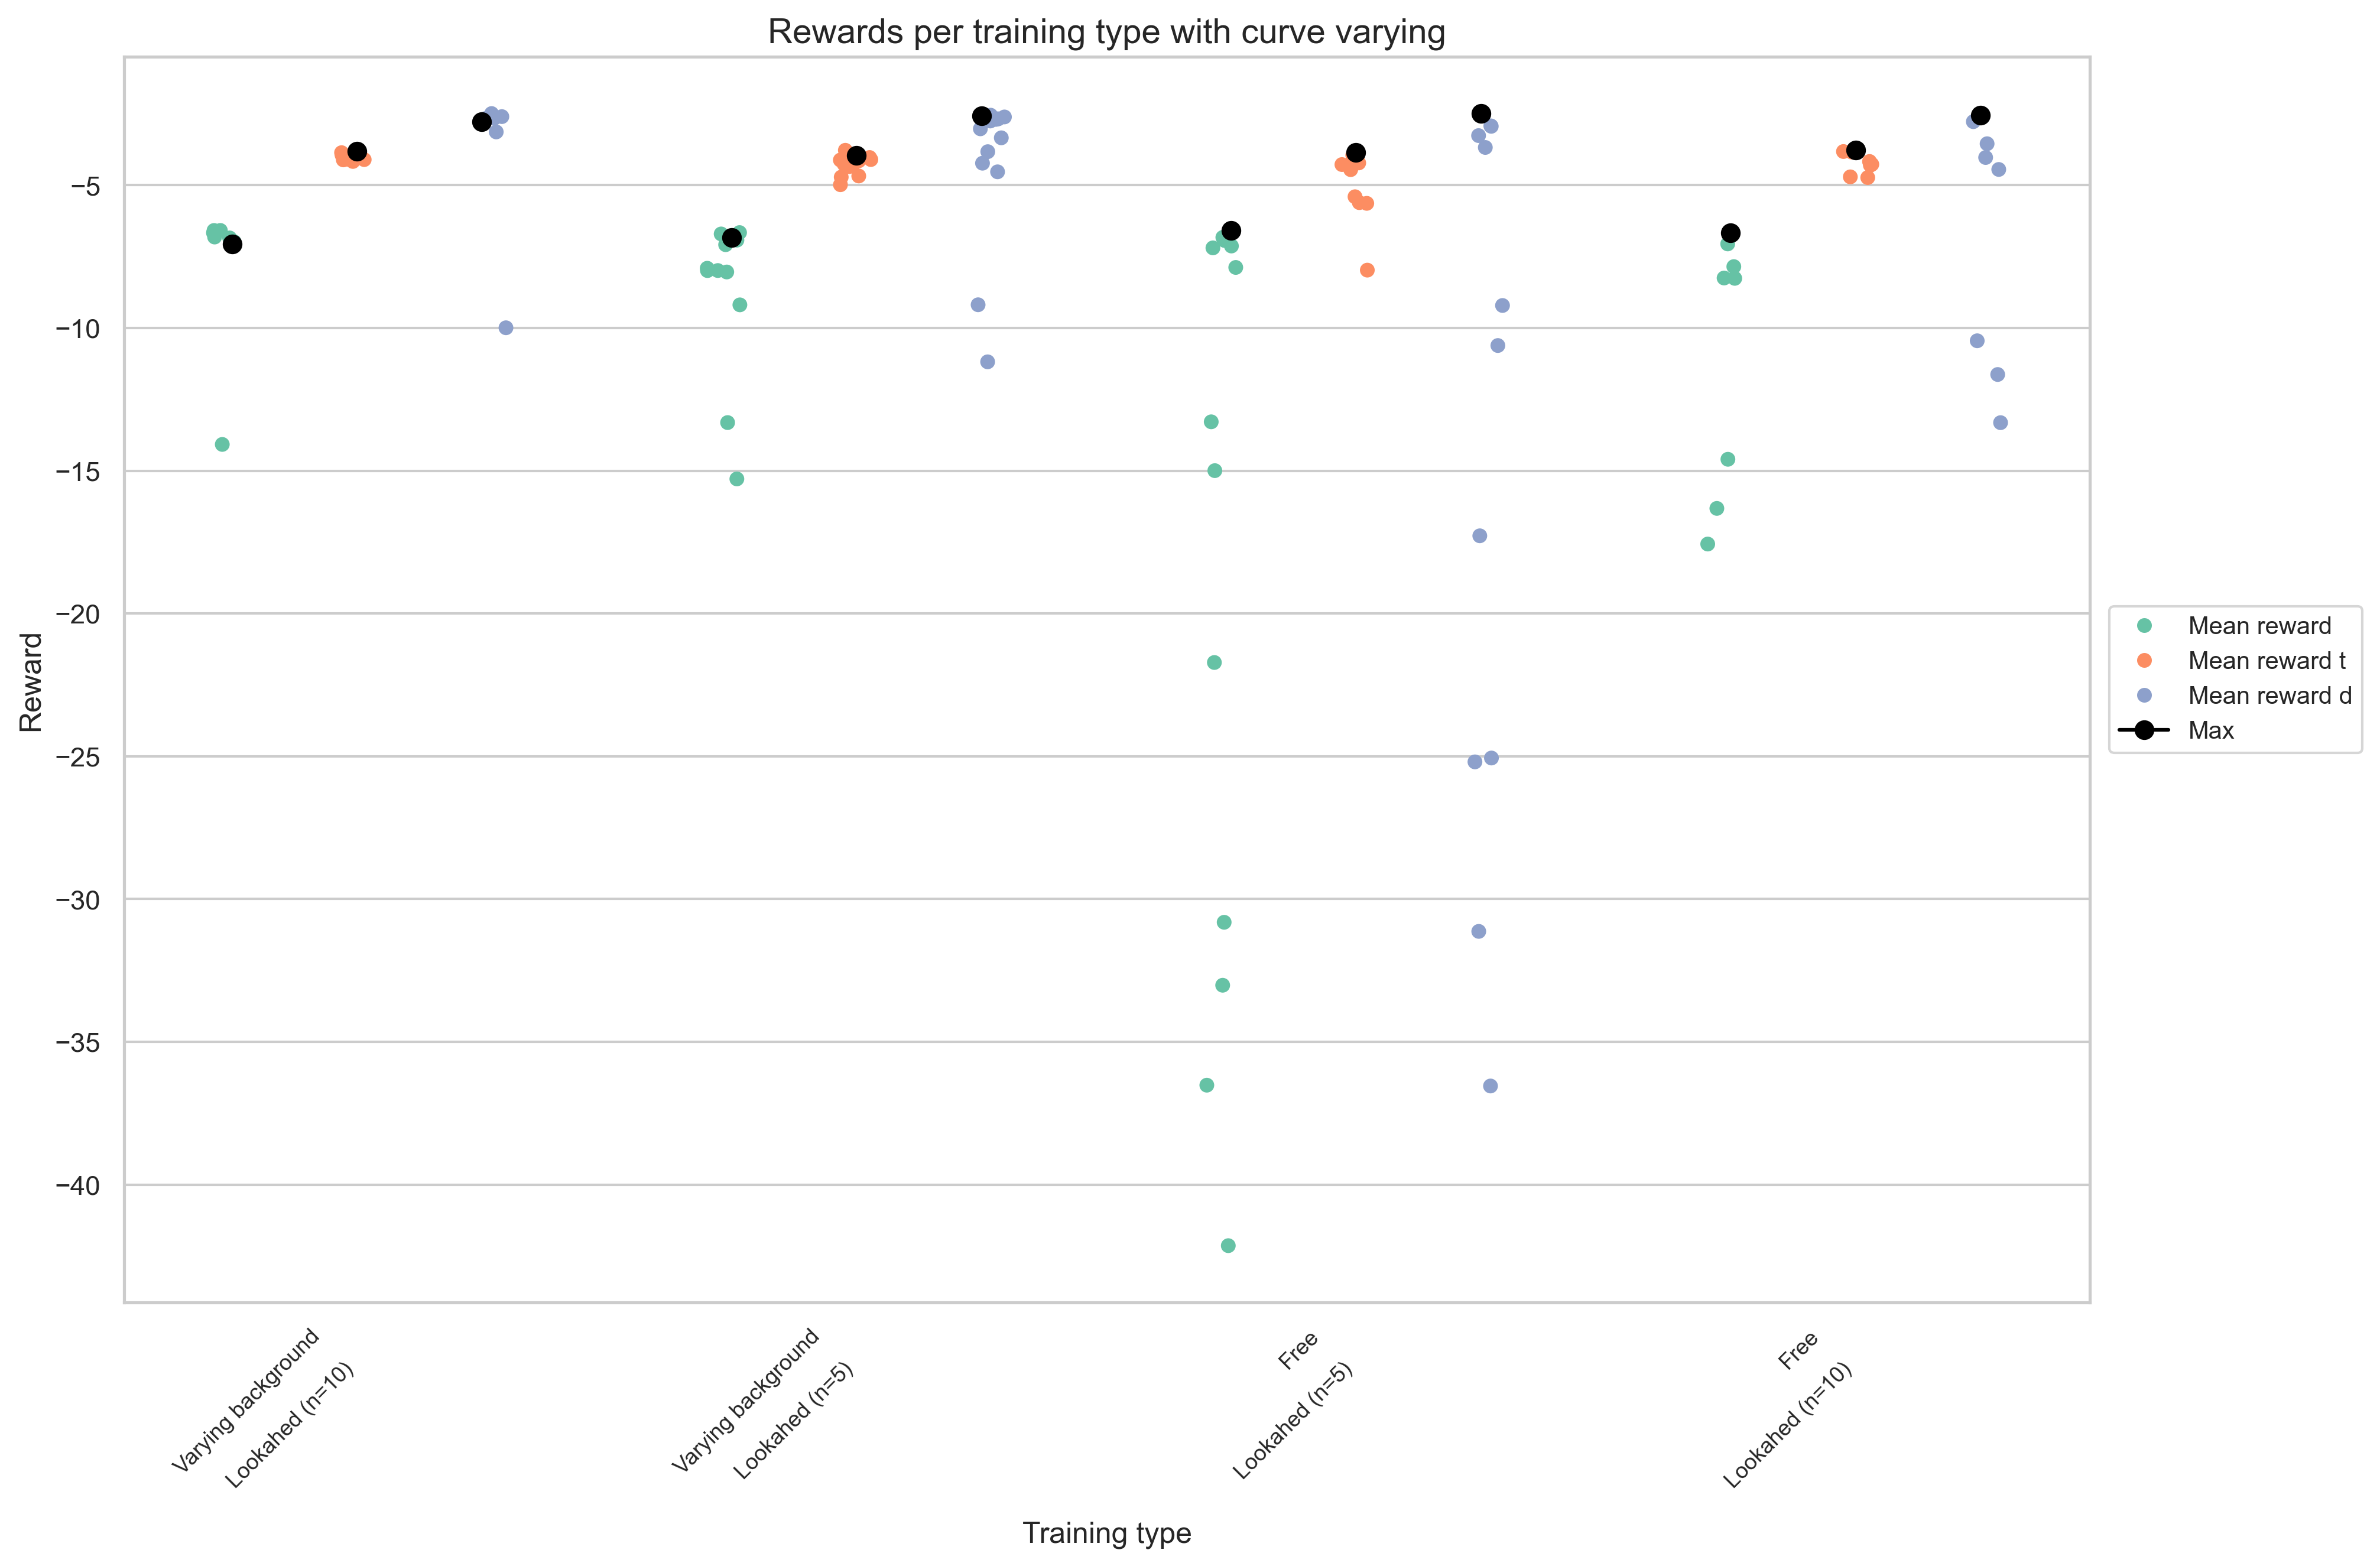 Rewards per training type with curve varying
Reward
−5
−10
−15
−20
−25
−30
−35
−40
Varying background
Lookahed (n=10)
Varying background
Lookahed (n=5)
Free
Lookahed (n=5)
Free
Lookahed (n=10)
Training type
Mean reward
Mean reward t
Mean reward d
Max